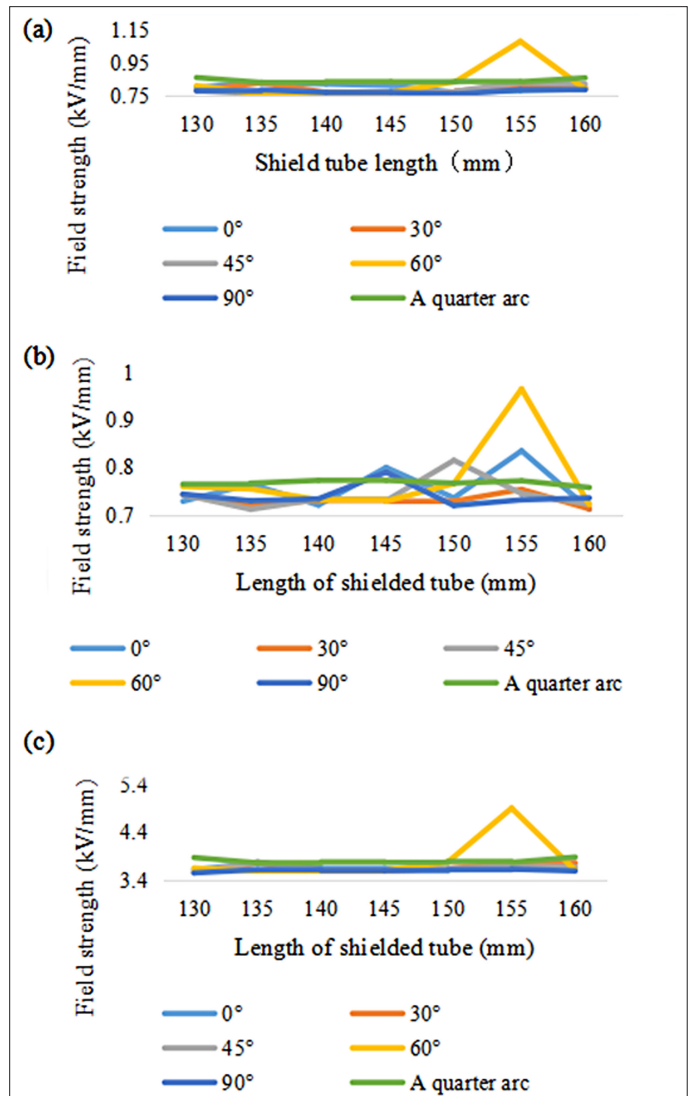 (a)
Field strength (kV/mm)
1.15
0.95
0.75
130 135 140 145 150 155 160
Shield tube length（mm）
0° 30°
45° 60°
90° A quarter arc
(b)
Field strength (kV/mm)
1
0.9
0.8
0.7
130 135 140 145 150 155 160
Length of shielded tube (mm)
0° 30° 45°
60° 90° A quarter arc
(c)
Field strength (kV/mm)
5.4
4.4
3.4
130 135 140 145 150 155 160
Length of shielded tube (mm)
0° 30°
45° 60°
90° A quarter arc